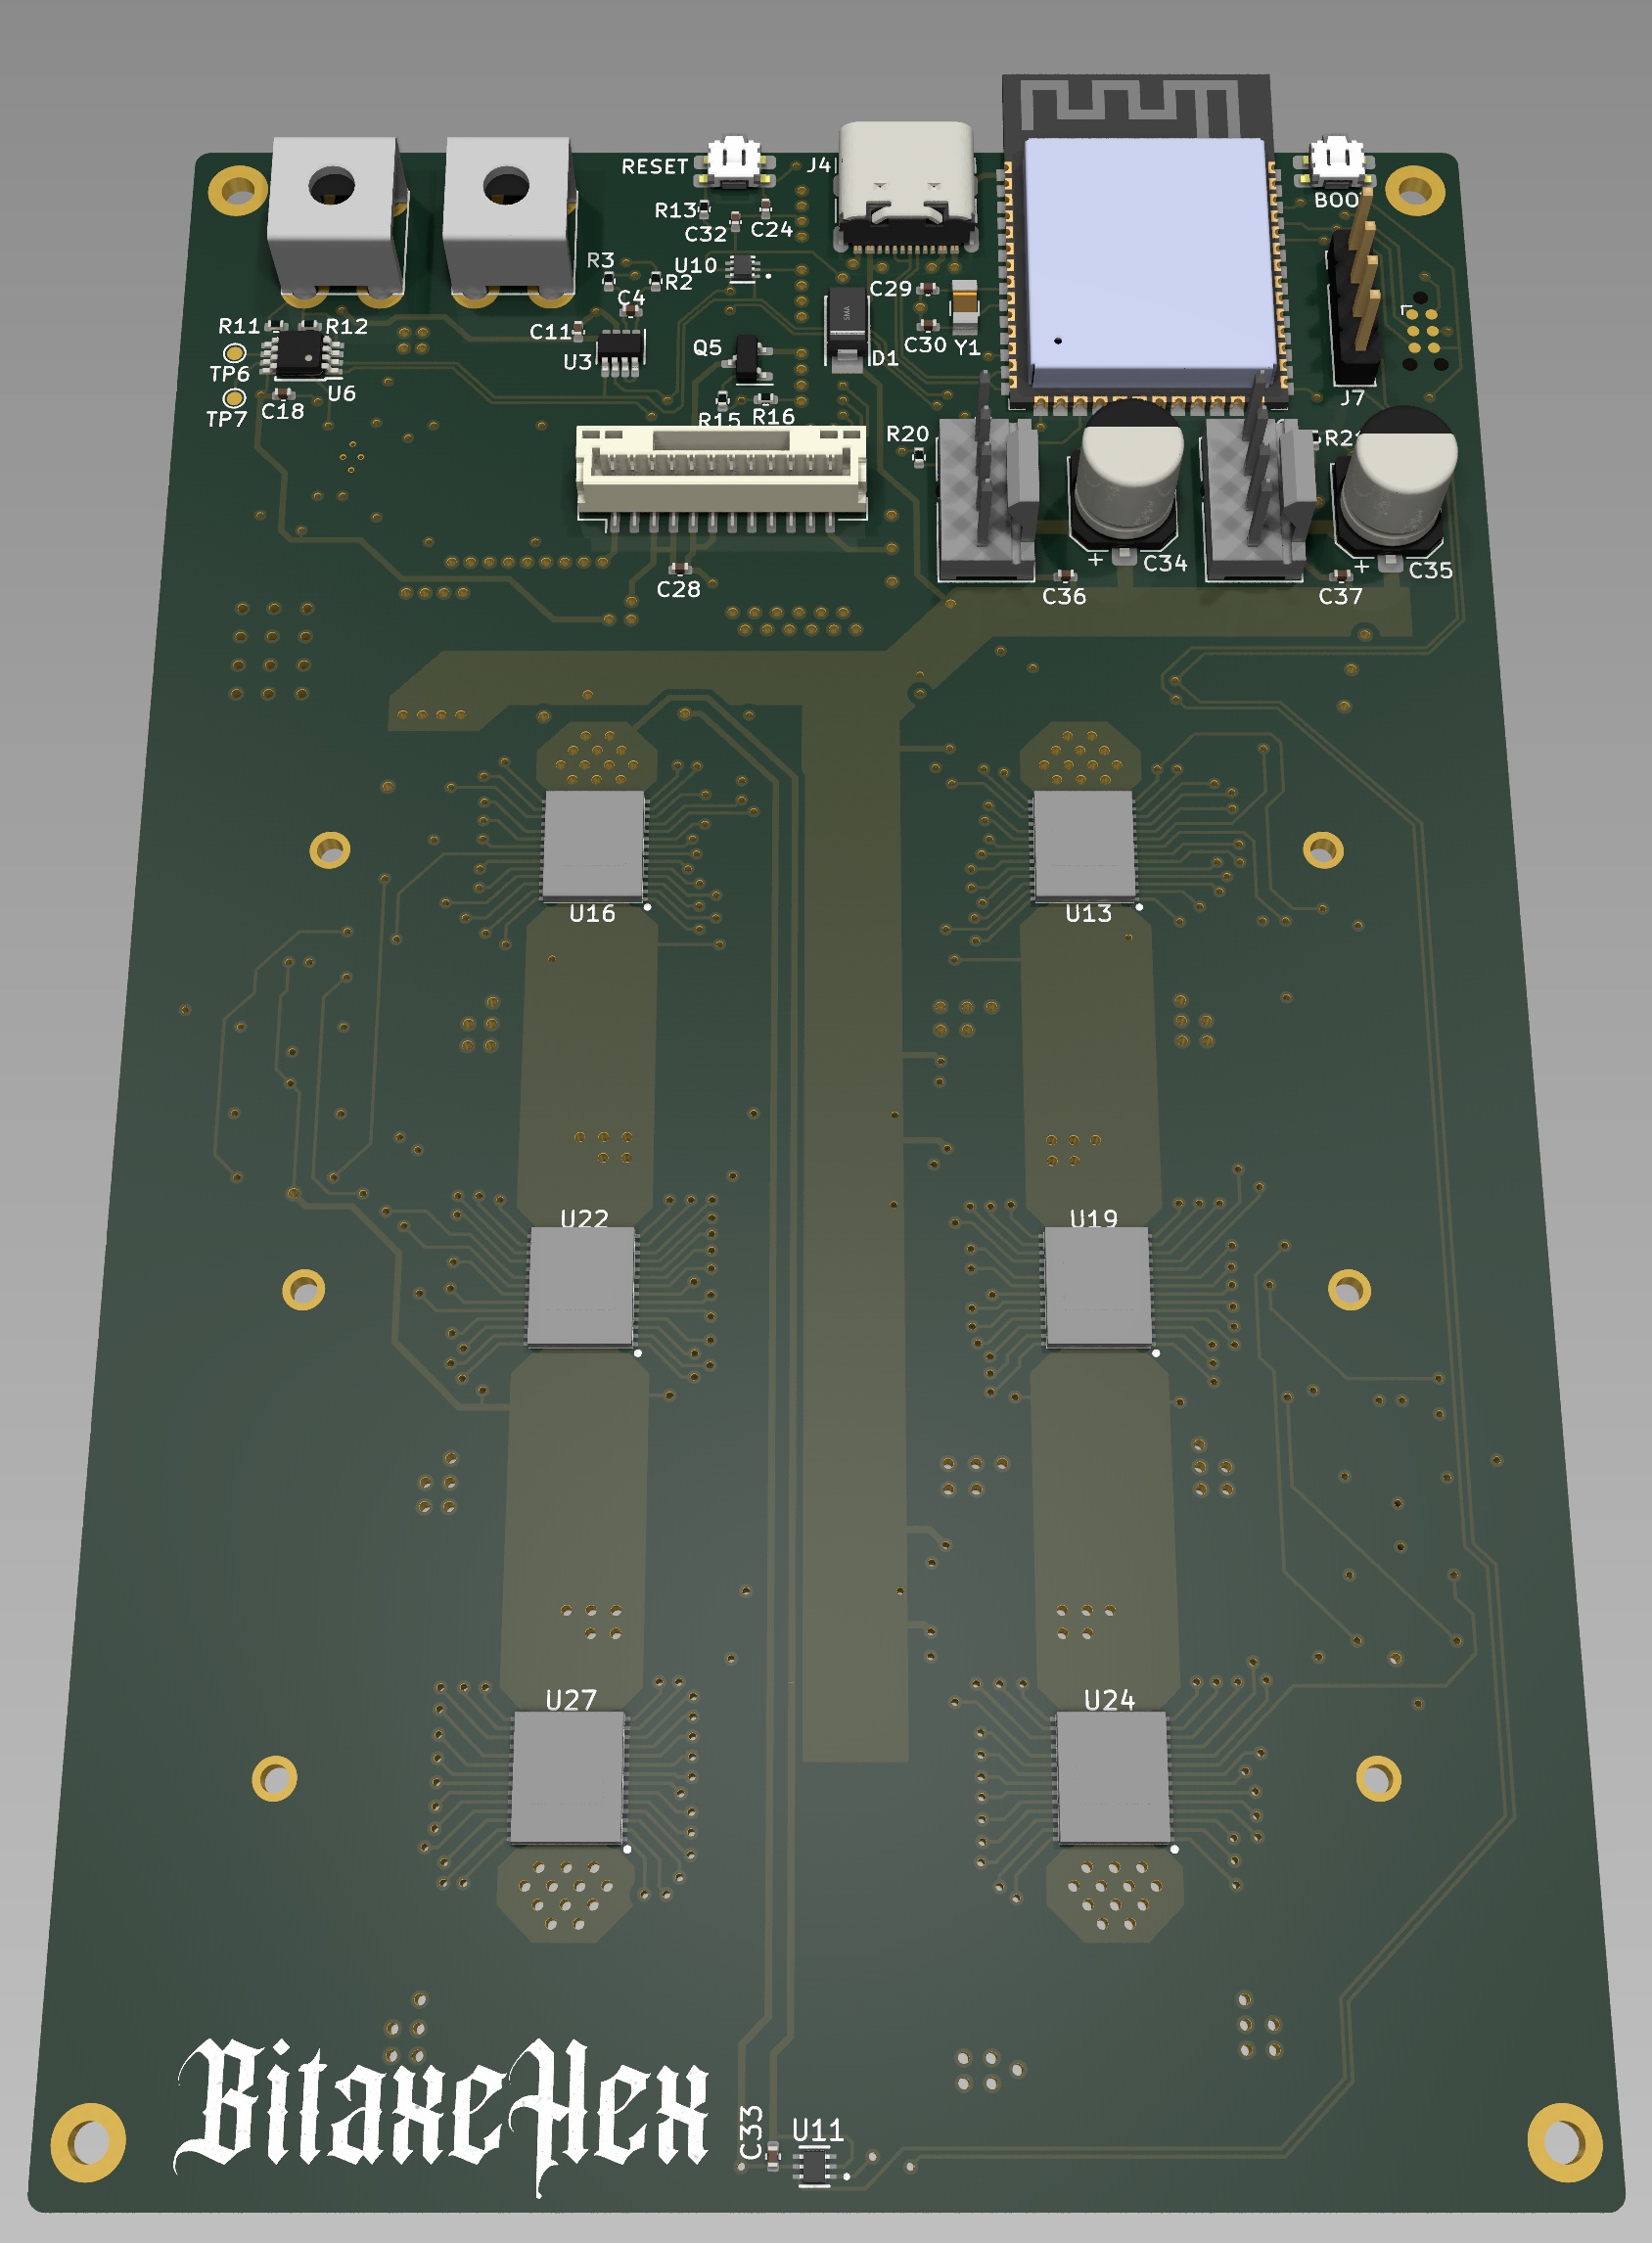 RESET
J4
BOO
R13
C32
C24
R3
R2
U10
C4
C29
R11
R12
C11
U3
Q5
D1
C30
Y1
TP6
U6
J7
TP7
C18
R15
R16
R20
C28
+
C34
+
C35
C36
C37
U16
U13
U22
U19
U27
U24
BitaxeHex
C33
U11